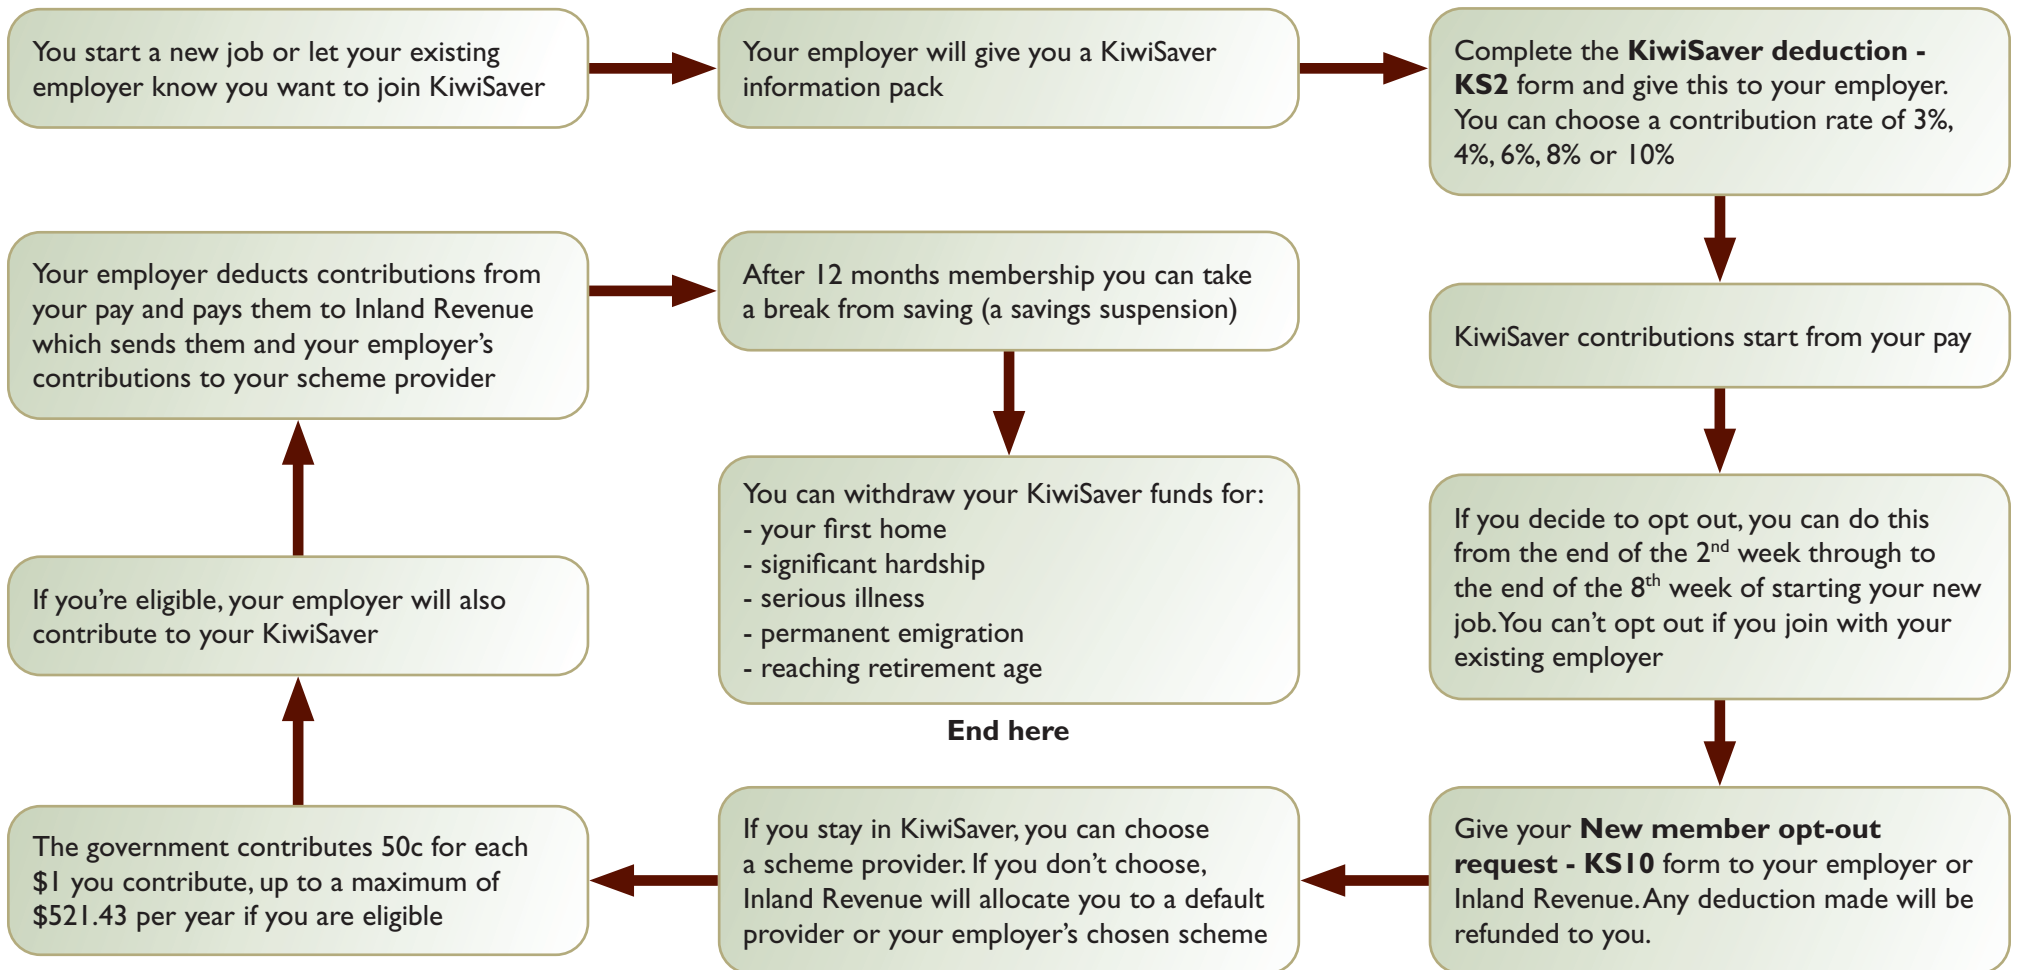 You start a new job or let your existing
employer know you want to join KiwiSaver
Your employer will give you a KiwiSaver
information pack
Complete the KiwiSaver deduction -
KS2 form and give this to your employer.
You can choose a contribution rate of 3%,
4%, 6%, 8% or 10%
KiwiSaver contributions start from your pay
If you decide to opt out, you can do this
from the end of the 2nd week through to
the end of the 8th week of starting your new
job. You can't opt out if you join with your
existing employer
Give your New member opt-out
request - KS10 form to your employer or
Inland Revenue. Any deduction made will be
refunded to you.
If you stay in KiwiSaver, you can choose
a scheme provider. If you don't choose,
Inland Revenue will allocate you to a default
provider or your employer's chosen scheme
The government contributes 50c for each
$1 you contribute, up to a maximum of
$521.43 per year if you are eligible
If you're eligible, your employer will also
contribute to your KiwiSaver
Your employer deducts contributions from
your pay and pays them to Inland Revenue
which sends them and your employer's
contributions to your scheme provider
After 12 months membership you can take
a break from saving (a savings suspension)
You can withdraw your KiwiSaver funds for:
- your first home
- significant hardship
- serious illness
- permanent emigration
- reaching retirement age
End here